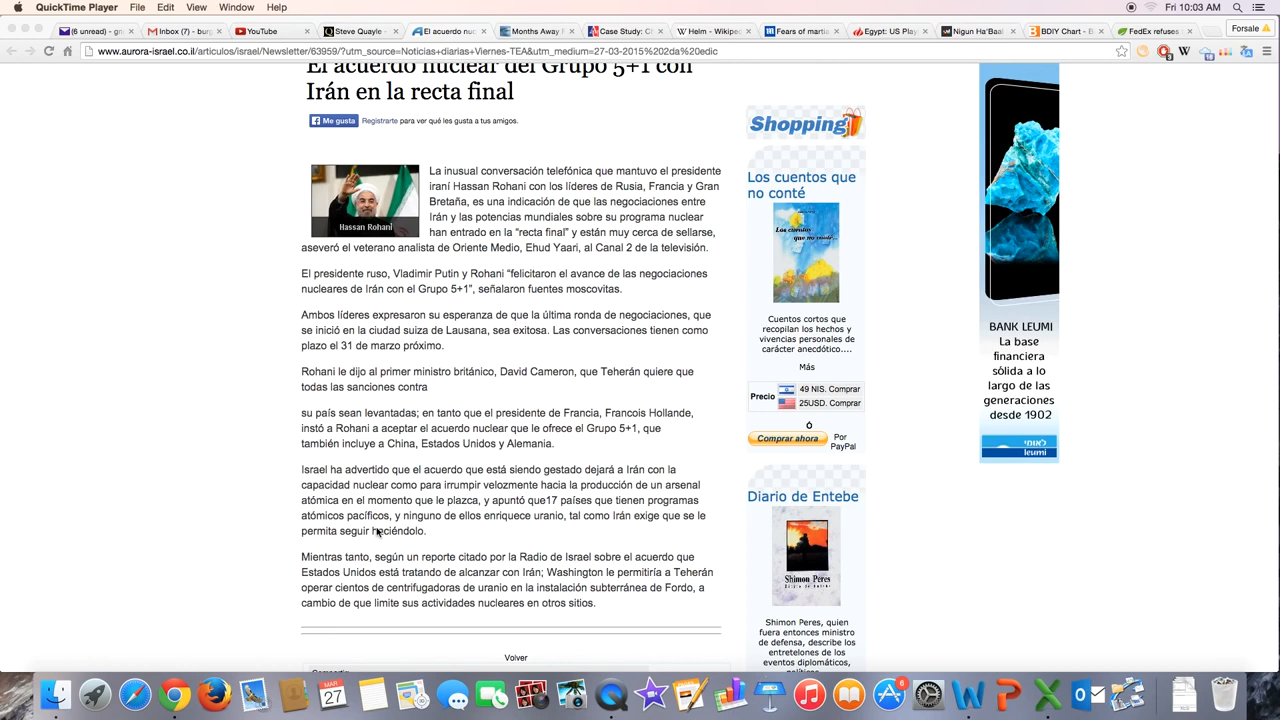 QuickTime Player File Edit View Window Help
Fri 10:03 AM
(6 unread) - gm
Inbox (7) - burg
YouTube
Steve Quayle -
El acuerdo nuc
Months Away
Case Study: Ch
Helm - Wikiped
Fears of martia
Egypt: US Play
Nigun Ha'Baal
BDIY Chart - B
FedEx refuses
Forsale
www.aurora-israel.co.il/articulos/israel/Newsletter/63959/?utm_source=Noticias+diarias+Viernes-TEA&utm_medium=27-03-2015%202da%20edic
El acuerdo nuclear del Grupo 5+1 con
Irán en la recta final
Me gusta Registrarte para ver qué les gusta a tus amigos.
Hassan Rohani
La inusual conversación telefónica que mantuvo el presidente
iraní Hassan Rohani con los líderes de Rusia, Francia y Gran
Bretaña, es una indicación de que las negociaciones entre
Irán y las potencias mundiales sobre su programa nuclear
han entrado en la “recta final” y están muy cerca de sellarse,
aseveró el veterano analista de Oriente Medio, Ehud Yaari, al Canal 2 de la televisión.
El presidente ruso, Vladimir Putin y Rohani “felicitaron el avance de las negociaciones
nucleares de Irán con el Grupo 5+1”, señalaron fuentes moscovitas.
Ambos líderes expresaron su esperanza de que la última ronda de negociaciones, que
se inició en la ciudad suiza de Lausana, sea exitosa. Las conversaciones tienen como
plazo el 31 de marzo próximo.
Rohani le dijo al primer ministro británico, David Cameron, que Teherán quiere que
todas las sanciones contra
su país sean levantadas; en tanto que el presidente de Francia, Francois Hollande,
instó a Rohani a aceptar el acuerdo nuclear que le ofrece el Grupo 5+1, que
también incluye a China, Estados Unidos y Alemania.
Israel ha advertido que el acuerdo que está siendo gestado dejará a Irán con la
capacidad nuclear como para irrumpir velozmente hacia la producción de un arsenal
atómica en el momento que le plazca, y apuntó que17 países que tienen programas
atómicos pacíficos, y ninguno de ellos enriquece uranio, tal como Irán exige que se le
permita seguir haciéndolo.
Mientras tanto, según un reporte citado por la Radio de Israel sobre el acuerdo que
Estados Unidos está tratando de alcanzar con Irán; Washington le permitiría a Teherán
operar cientos de centrifugadoras de uranio en la instalación subterránea de Fordo, a
cambio de que limite sus actividades nucleares en otros sitios.
Volver
Compartir
Shopping
Los cuentos que
no conté
Los cuentos
que no conté
Cuentos cortos que
recopilan los hechos y
vivencias personales de
carácter anecdótico....
Más
Precio
49 NIS. Comprar
25USD. Comprar
Ó
Comprar ahora
Por
PayPal
Diario de Entebe
Shimon Peres
Shimon Peres, quien
fuera entonces ministro
de defensa, describe los
entretelones de los
eventos diplomáticos,
políticos,
BANK LEUMI
La base
financiera
sólida a lo
largo de las
generaciones
desde 1902
לאומי
leumi
MAR
27
6